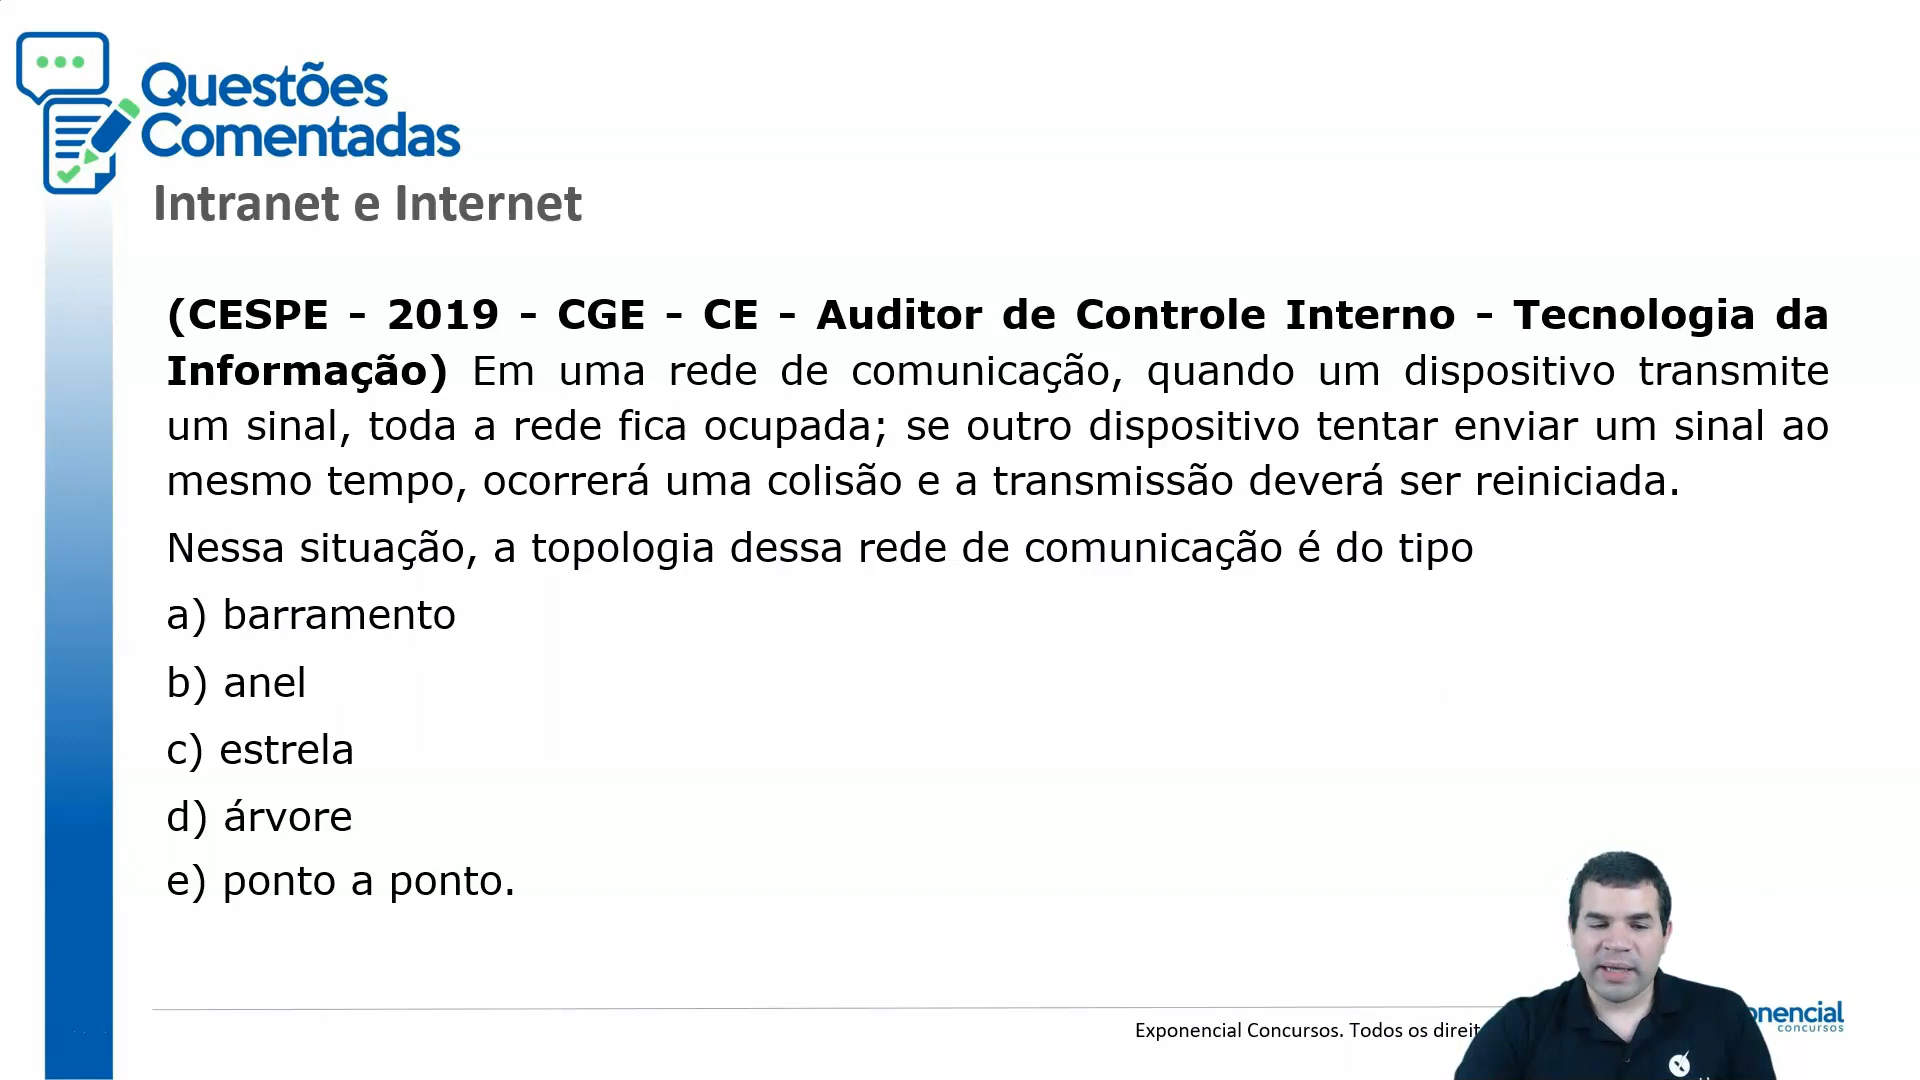 Questões
Comentadas
Intranet e Internet
(CESPE - 2019 - CGE - CE - Auditor de Controle Interno - Tecnologia da
Informação) Em uma rede de comunicação, quando um dispositivo transmite
um sinal, toda a rede fica ocupada; se outro dispositivo tentar enviar um sinal ao
mesmo tempo, ocorrerá uma colisão e a transmissão deverá ser reiniciada.
Nessa situação, a topologia dessa rede de comunicação é do tipo
a) barramento
b) anel
c) estrela
d) árvore
e) ponto a ponto.
Exponencial Concursos. Todos os direit
onencial
concursos